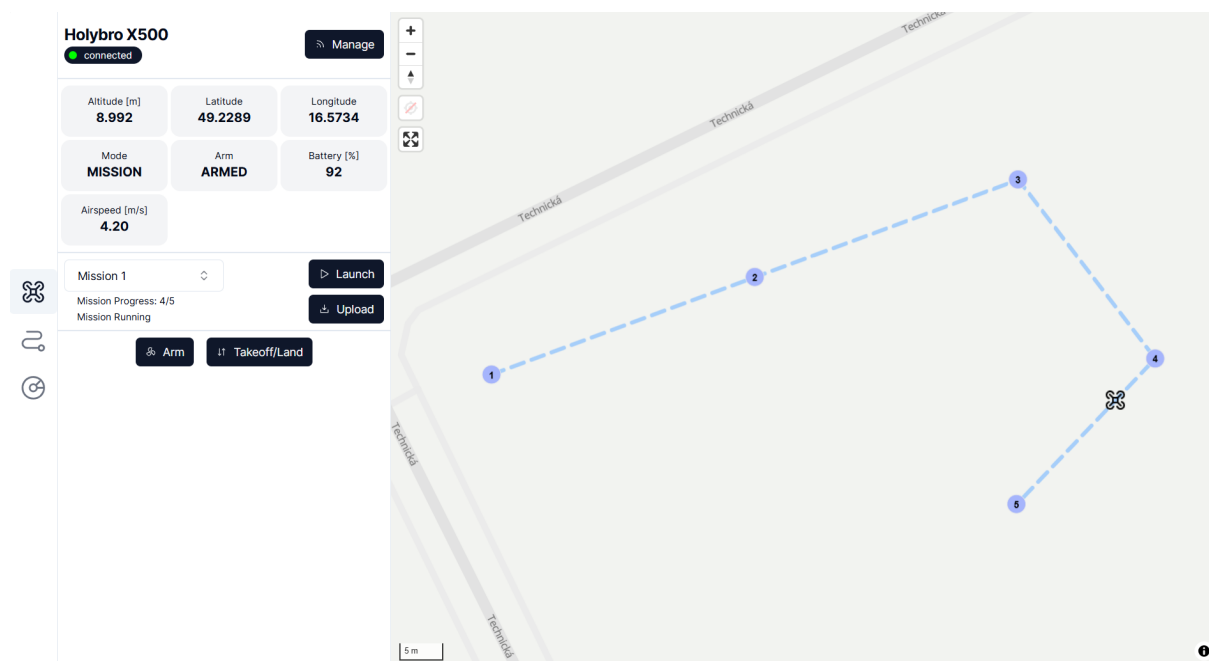 Holybro X500
connected
Manage
Altitude [m]
8.992
Latitude
49.2289
Longitude
16.5734
Mode
MISSION
Arm
ARMED
Battery [%]
92
Airspeed [m/s]
4.20
Mission 1
Launch
Mission Progress: 4/5
Mission Running
Upload
Arm
Takeoff/Land
Technická
Technická
Technická
3
2
4
1
Technická
5
Technická
5 m